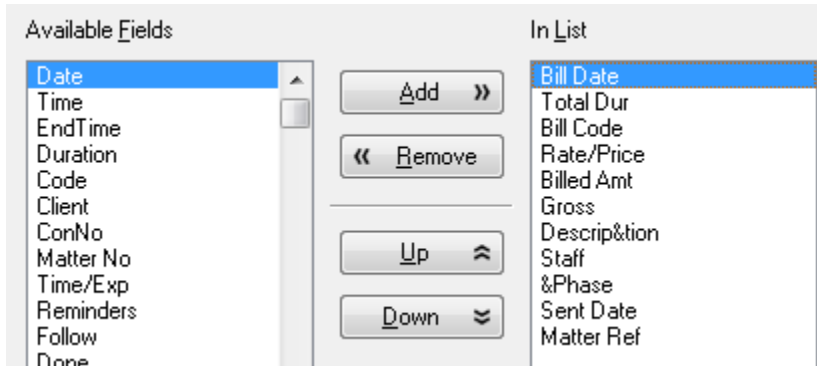 Available Fields
Date
Time
EndTime
Duration
Code
Client
ConNo
Matter No
Time/Exp
Reminders
Follow
Done
Add »
« Remove
Up
Down
In List
Bill Date
Total Dur
Bill Code
Rate/Price
Billed Amt
Gross
Descrip&tion
Staff
&Phase
Sent Date
Matter Ref